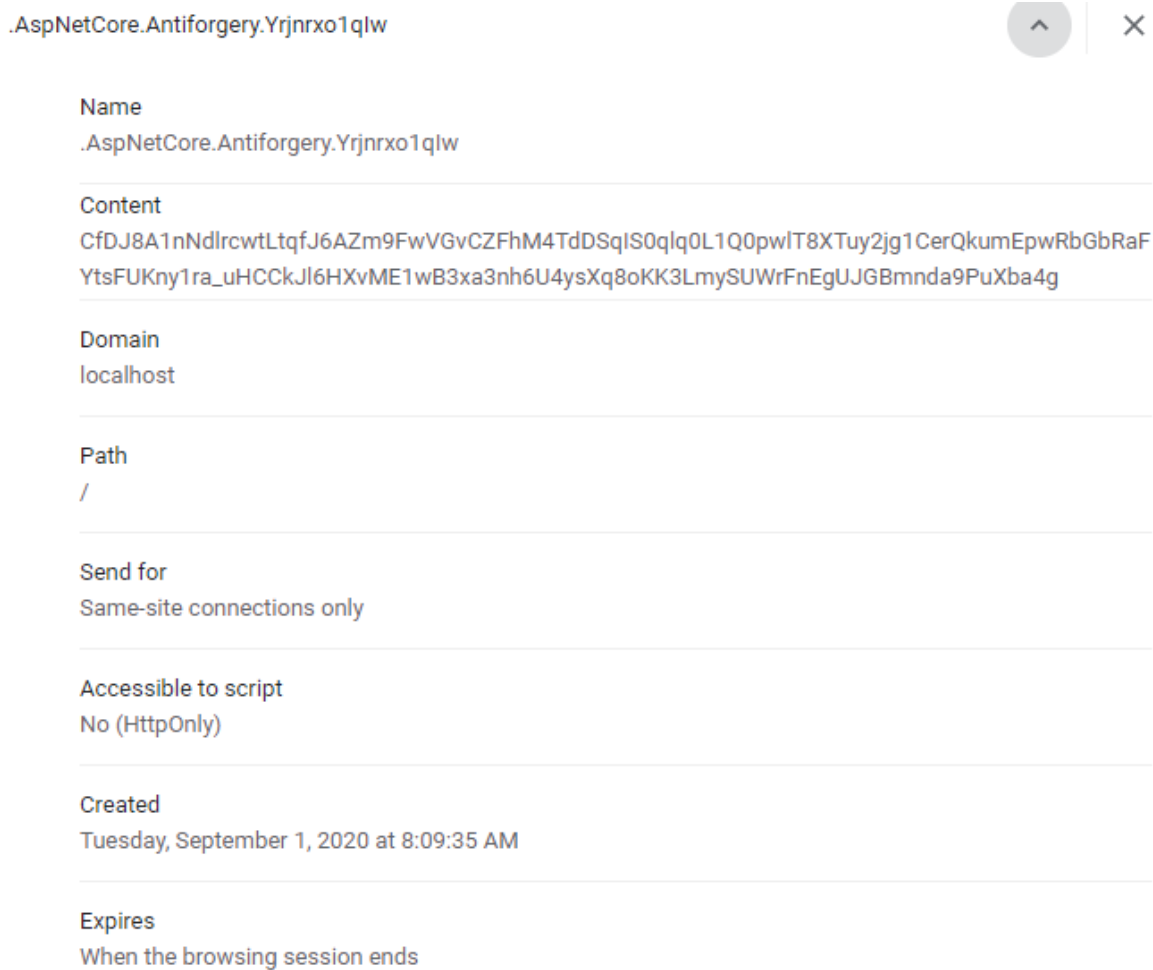 .AspNetCore.Antiforgery.Yrjnrxo1qIw
Name
.AspNetCore.Antiforgery.Yrjnrxo1qIw
Content
CfDJ8A1nNdlrcwtLtqfJ6AZm9FwVGvCZFhM4TdDSqIS0qlq0L1Q0pwlT8XTuy2jg1CerQkumEpwRbGbRaF
YtsFUKny1ra_uHCCkJl6HXvME1wB3xa3nh6U4ysXq8oKK3LmySUWrFnEgUJGBmnda9PuXba4g
Domain
localhost
Path
/
Send for
Same-site connections only
Accessible to script
No (HttpOnly)
Created
Tuesday, September 1, 2020 at 8:09:35 AM
Expires
When the browsing session ends